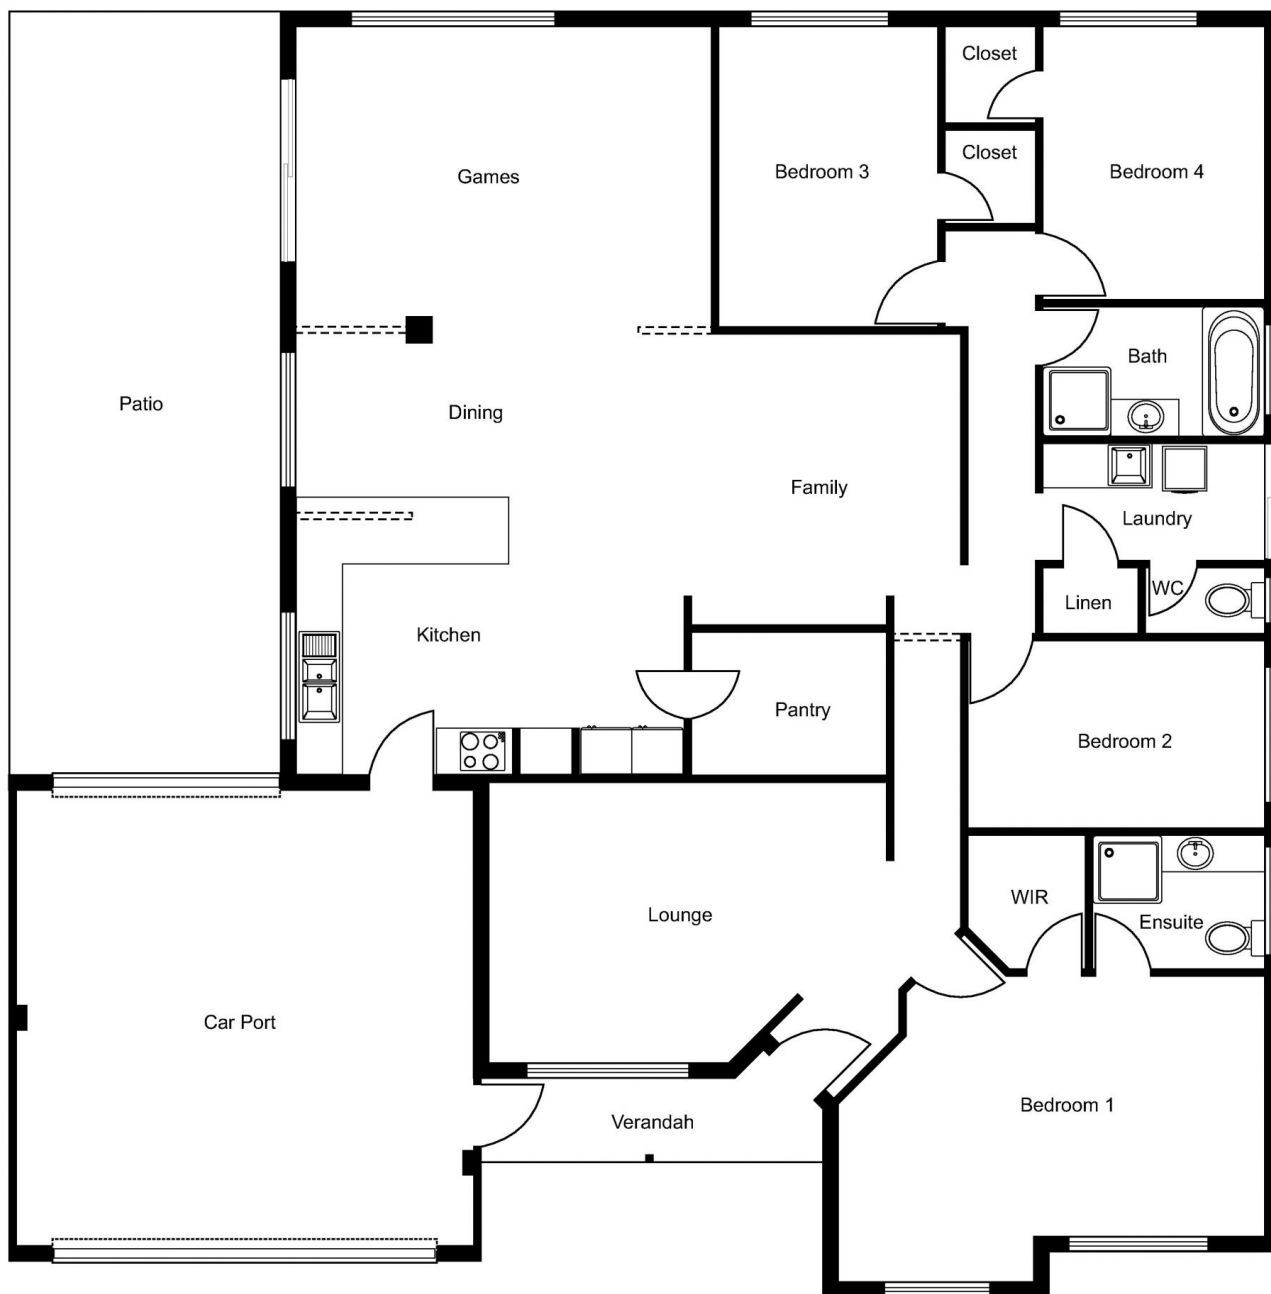 Closet
Closet
Games
Bedroom 3
Bedroom 4
Patio
Dining
Bath
Family
Laundry
WC
Linen
Kitchen
Pantry
Bedroom 2
Lounge
WIR
Ensuite
Car Port
Verandah
Bedroom 1